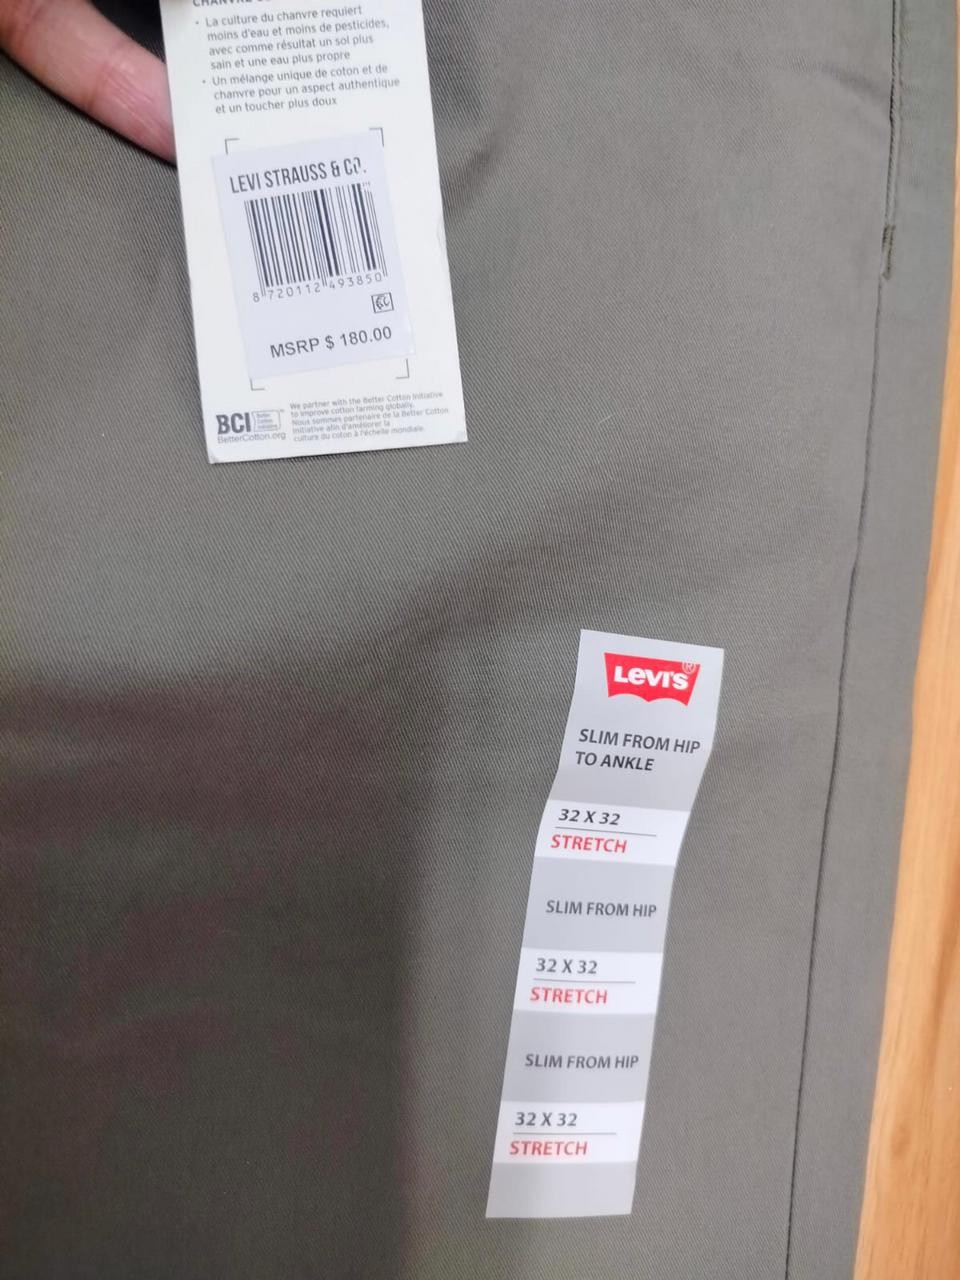 • La culture du chanvre requiert
moins d'eau et moins de pesticides,
avec comme résultat un sol plus
sain et une eau plus propre
• Un mélange unique de coton et de
chanvre pour un aspect authentique
et un toucher plus doux
LEVI STRAUSS & CO.
8 720112 493850
MSRP $ 180.00
BCI Better Cotton Initiative
BetterCotton.org
We partner with the Better Cotton Initiative
to improve cotton farming globally.
Nous sommes partenaire de la Better Cotton
Initiative afin d'améliorer la
culture du coton à l'échelle mondiale.
LEVI'S ®
SLIM FROM HIP
TO ANKLE
32 X 32
STRETCH
SLIM FROM HIP
32 X 32
STRETCH
SLIM FROM HIP
32 X 32
STRETCH